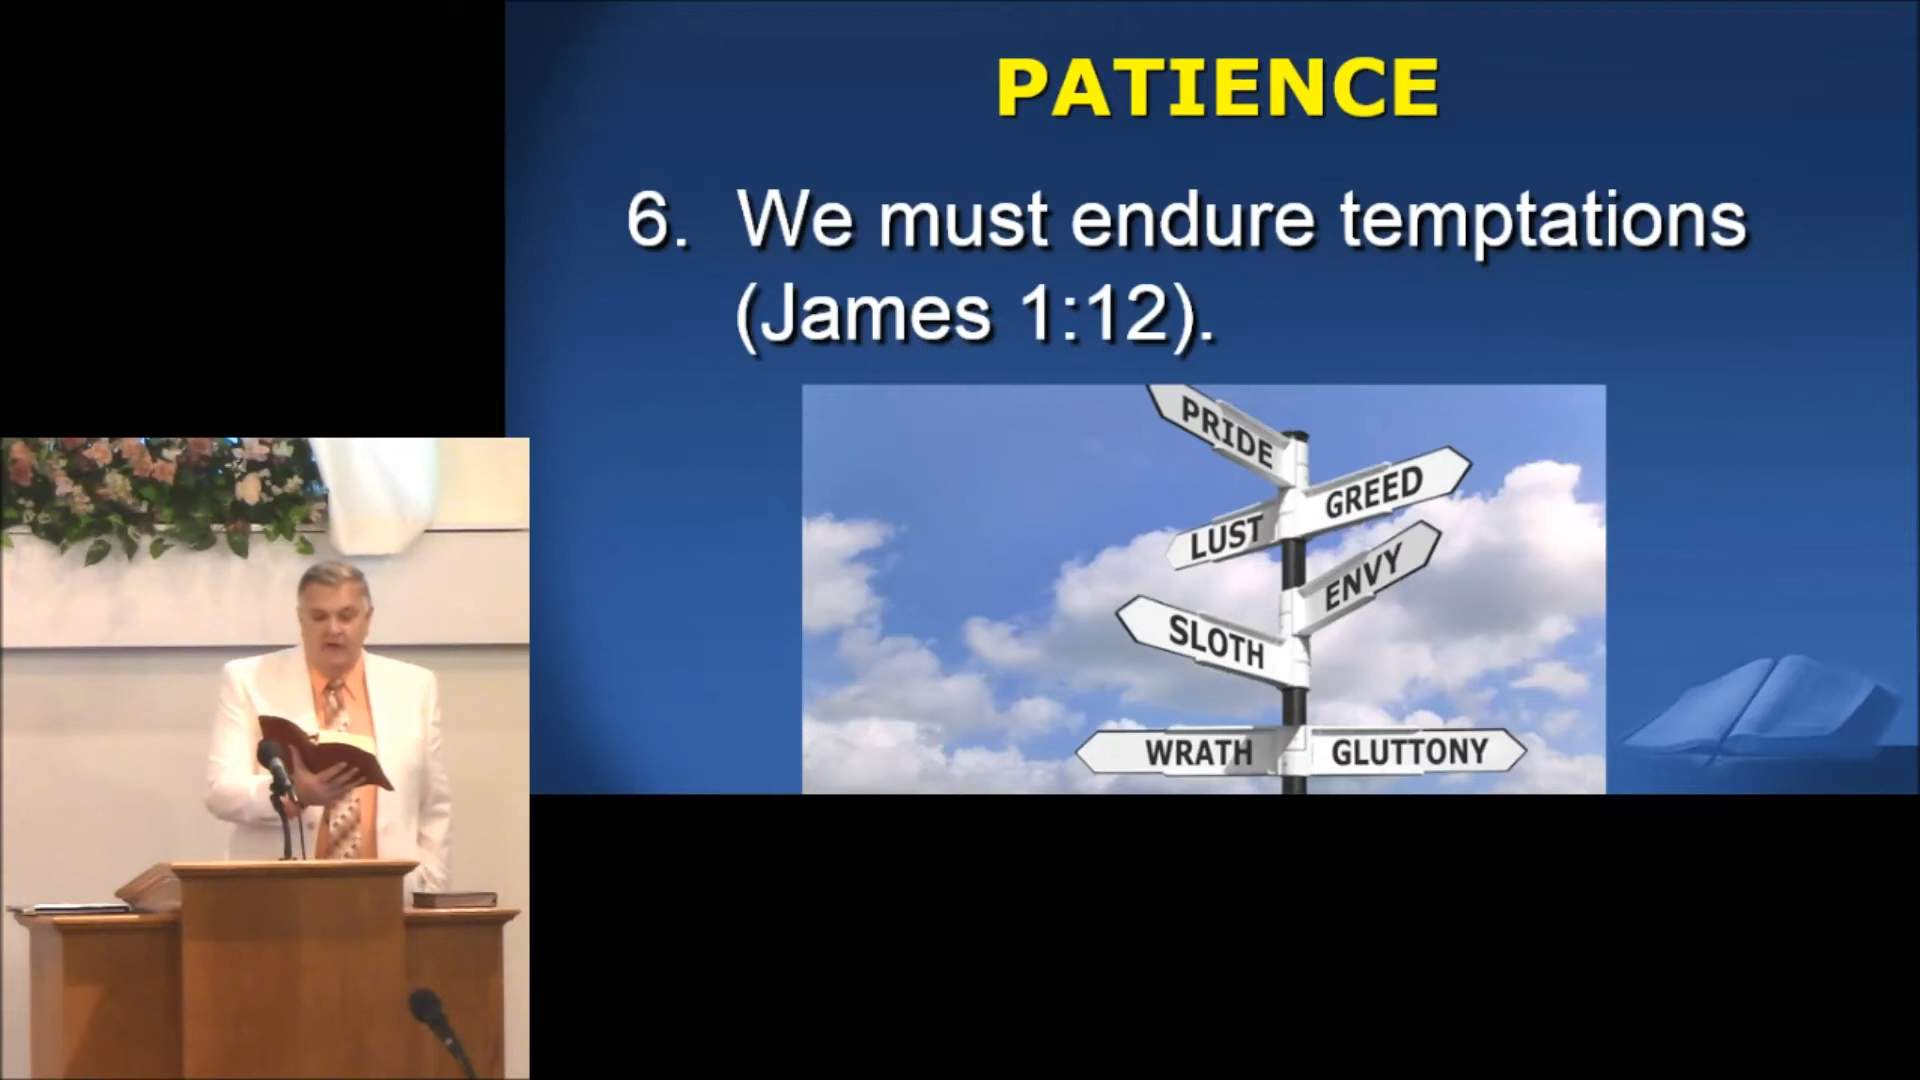 PATIENCE
6. We must endure temptations
(James 1:12).
PRIDE
GREED
LUST
ENVY
SLOTH
WRATH
GLUTTONY